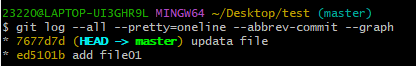 23220@LAPTOP-UI3GHR9L MINGW64 ~/Desktop/test (master)
$ git log --all --pretty=oneline --abbrev-commit --graph
* 7677d7d (HEAD -> master) updata file
* ed5101b add file01